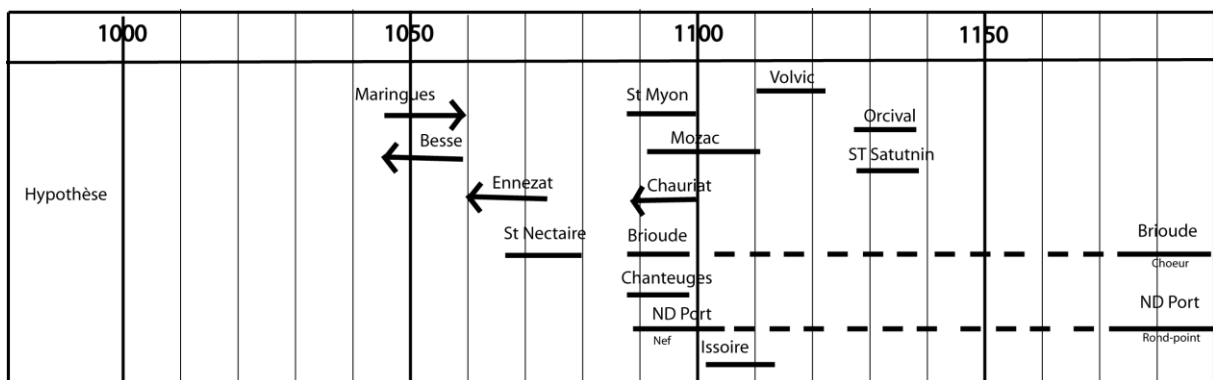 1000 1050 1100 1150
Volvic
Maringues St Myon
Orcival
Besse Mozac
ST Satutnin
Ennezat Chauriat
Hypothèse
St Nectaire Brioude Brioude
Choeur
Chanteuges
ND Port ND Port
Nef Rond-point
Issoire